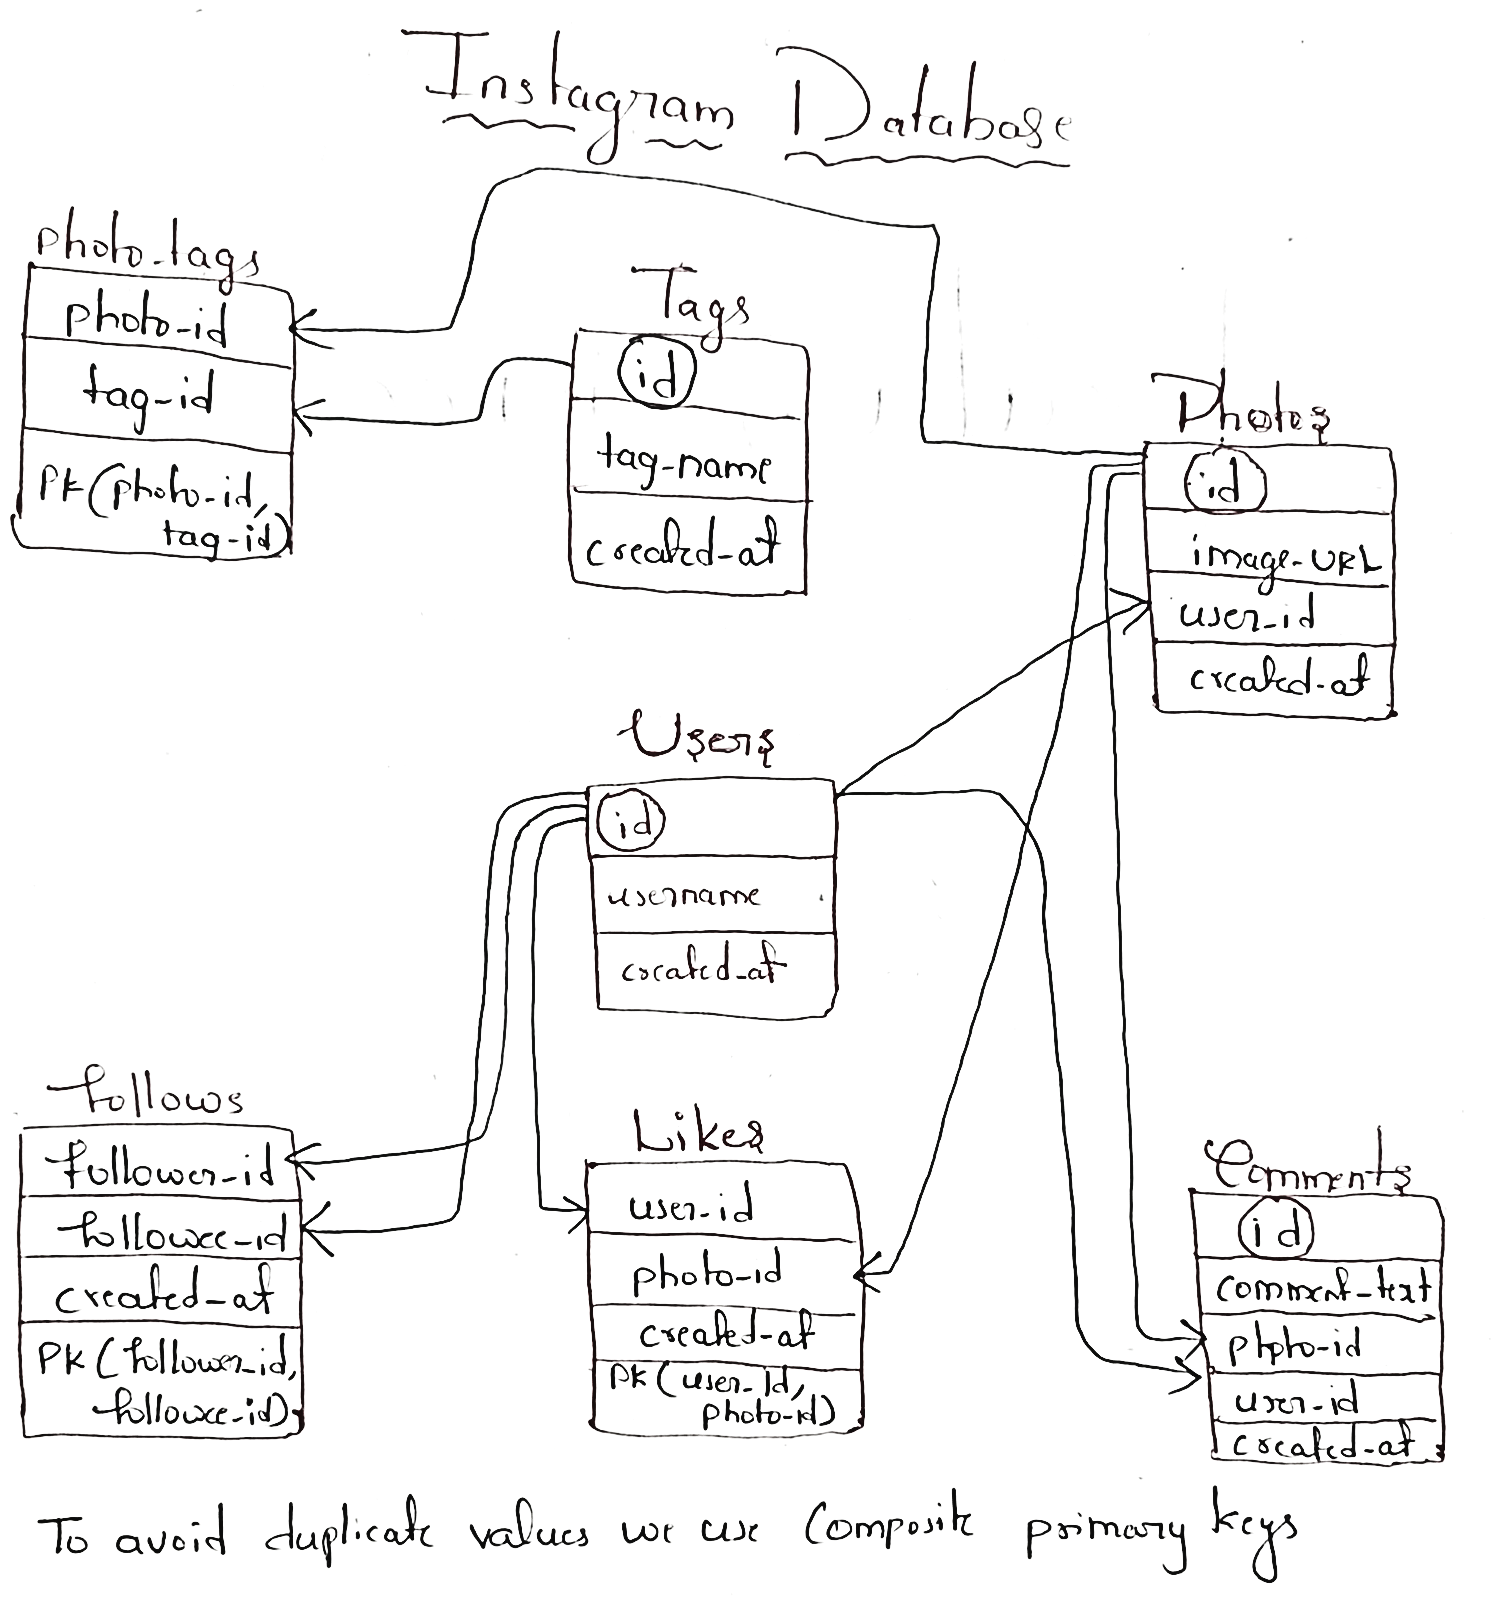 Instagram Database
photo_tags
photo-id
tag-id
PK(photo-id,
tag-id)
Tags
id
tag-name
created-at
Photos
id
image-URL
user-id
created-at
Users
id
username
created-at
follows
follower-id
followee-id
created-at
PK(follower-id,
followee-id)
Likes
user-id
photo-id
created-at
PK(user-id,
photo-id)
Comments
id
comment-text
photo-id
user-id
created-at
To avoid duplicate values we use Composite primary keys